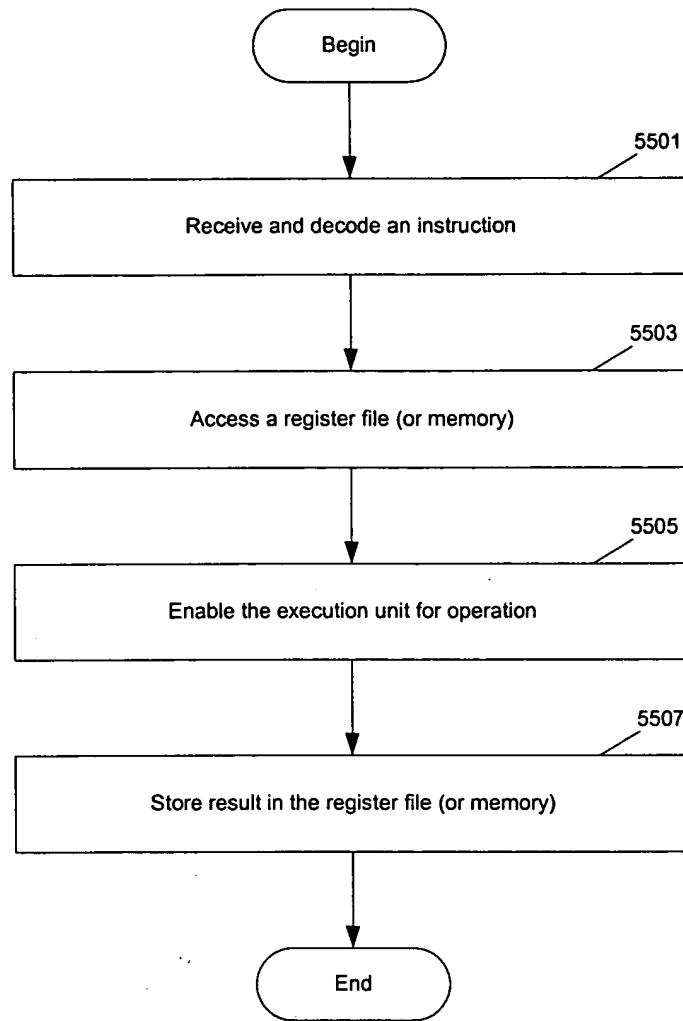 Begin
5501
Receive and decode an instruction
5503
Access a register file (or memory)
5505
Enable the execution unit for operation
5507
Store result in the register file (or memory)
End